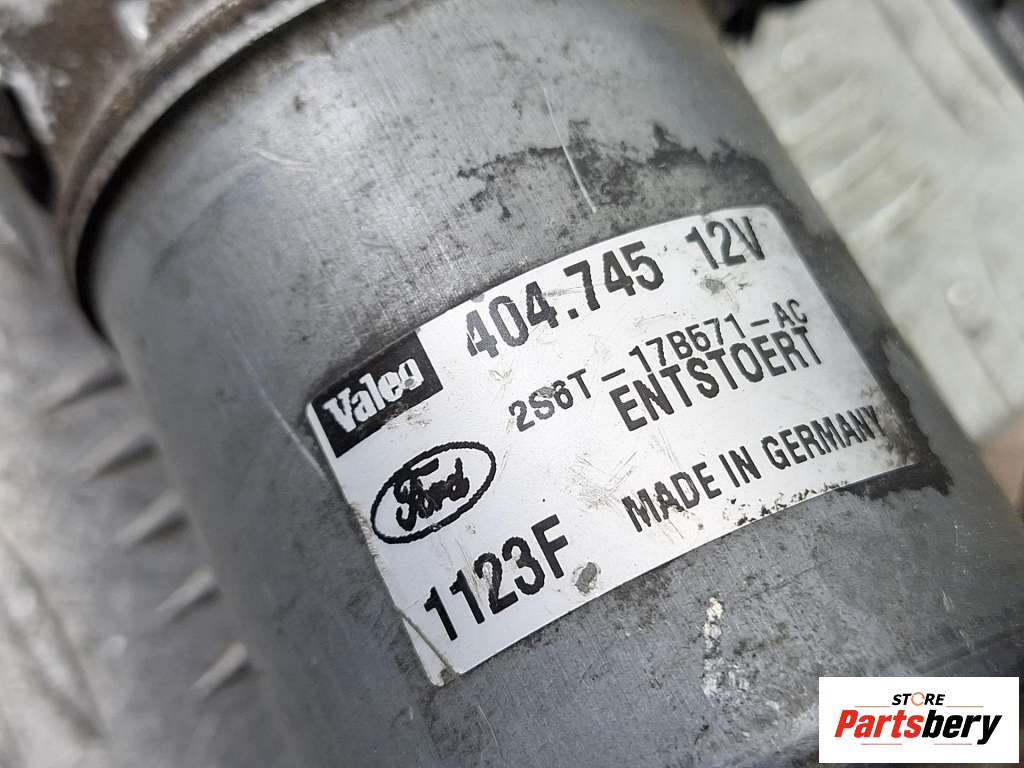 Valeo 404.745 12V
2S6T-17B571-AC
Ford ENTSTOERT
1123F MADE IN GERMANY
STORE
Partsbery